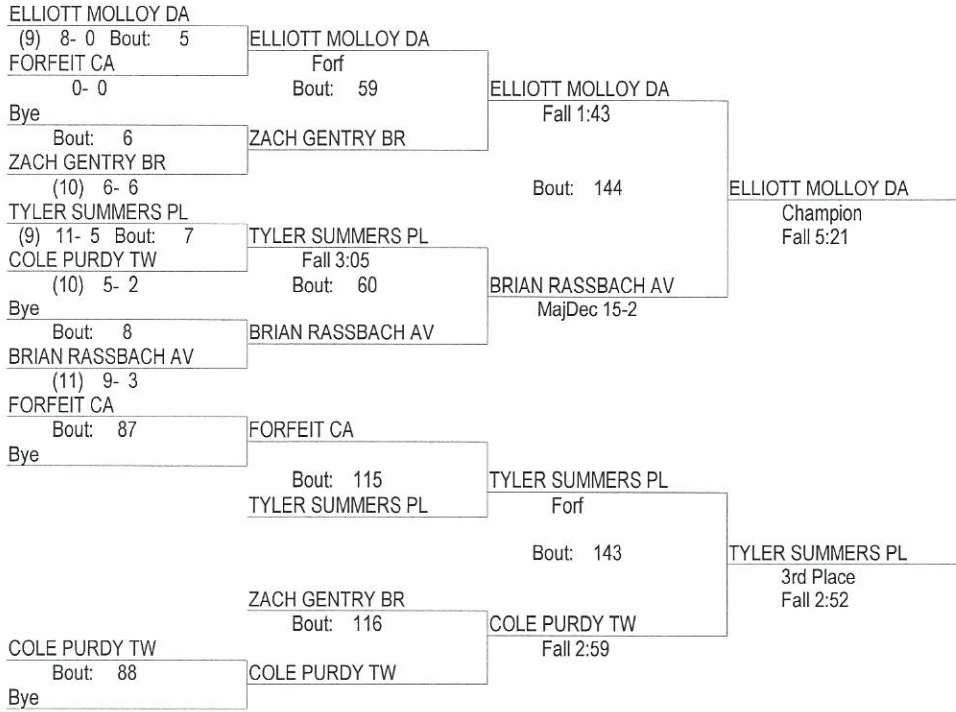 ELLIOTT MOLLOY DA
(9) 8- 0 Bout: 5
FORFEIT CA
0- 0
Bye
Bout: 6
ZACH GENTRY BR
(10) 6- 6
TYLER SUMMERS PL
(9) 11- 5 Bout: 7
COLE PURDY TW
(10) 5- 2
Bye
Bout: 8
BRIAN RASSBACH AV
(11) 9- 3
FORFEIT CA
Bout: 87
Bye
COLE PURDY TW
Bout: 88
Bye
ELLIOTT MOLLOY DA
Forf
Bout: 59
ZACH GENTRY BR
TYLER SUMMERS PL
Fall 3:05
Bout: 60
BRIAN RASSBACH AV
FORFEIT CA
Bout: 115
TYLER SUMMERS PL
ZACH GENTRY BR
Bout: 116
COLE PURDY TW
ELLIOTT MOLLOY DA
Fall 1:43
Bout: 144
BRIAN RASSBACH AV
MajDec 15-2
TYLER SUMMERS PL
Forf
Bout: 143
COLE PURDY TW
Fall 2:59
ELLIOTT MOLLOY DA
Champion
Fall 5:21
TYLER SUMMERS PL
3rd Place
Fall 2:52